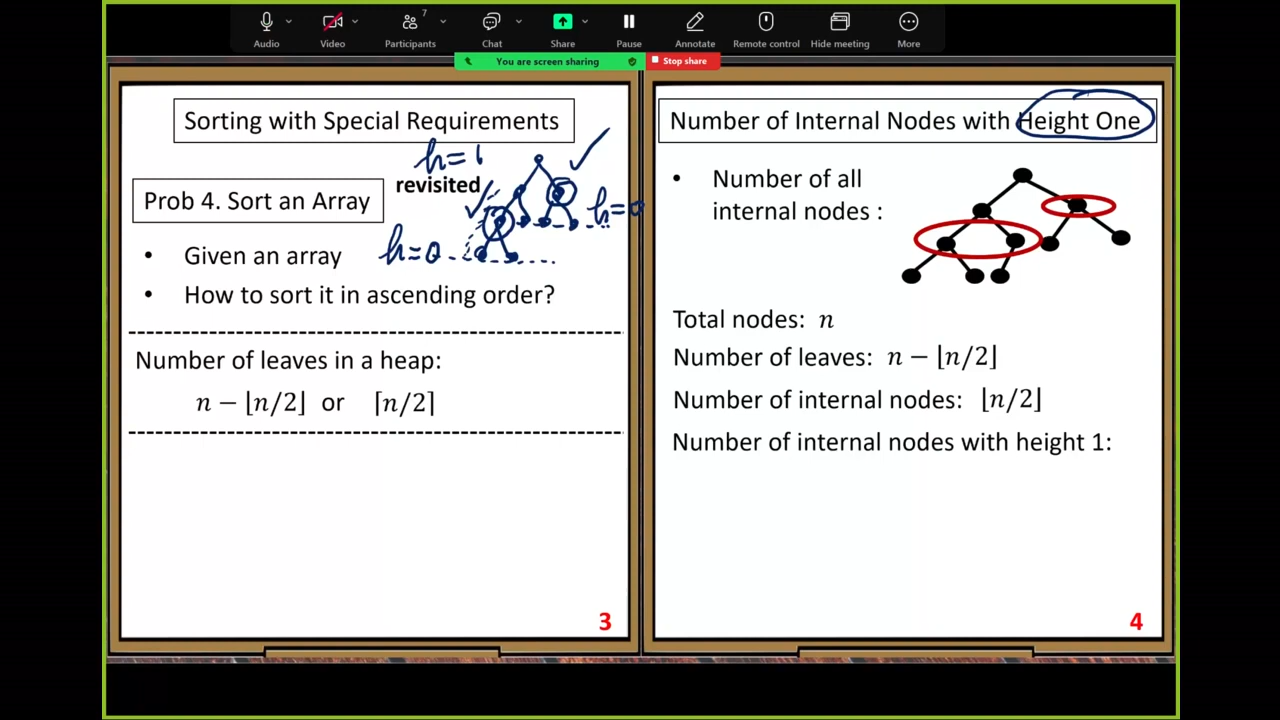 Audio
Video
Participants
7
Chat
Share
Pause
Annotate
Remote control
Hide meeting
More
You are screen sharing
Stop share
Sorting with Special Requirements
h=1
revisited
Prob 4. Sort an Array
h=0
h=0
• Given an array
• How to sort it in ascending order?
Number of leaves in a heap:
n − ⌊n/2⌋ or ⌈n/2⌉
3
Number of Internal Nodes with Height One
• Number of all
internal nodes :
Total nodes: n
Number of leaves: n − ⌊n/2⌋
Number of internal nodes: ⌊n/2⌋
Number of internal nodes with height 1:
4